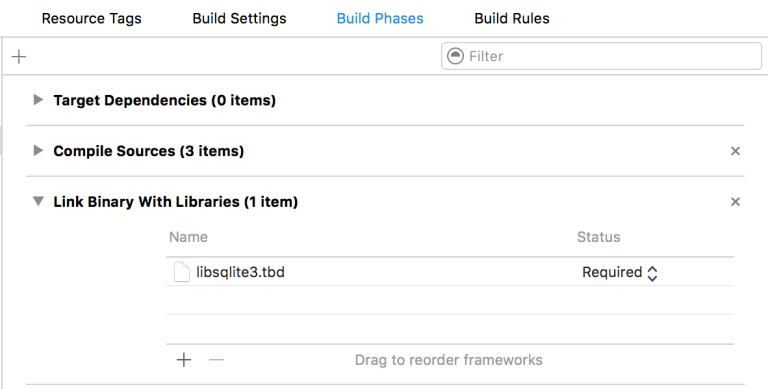 Resource Tags Build Settings Build Phases Build Rules
Filter
Target Dependencies (0 items)
Compile Sources (3 items)
Link Binary With Libraries (1 item)
Name Status
libsqlite3.tbd Required
Drag to reorder frameworks